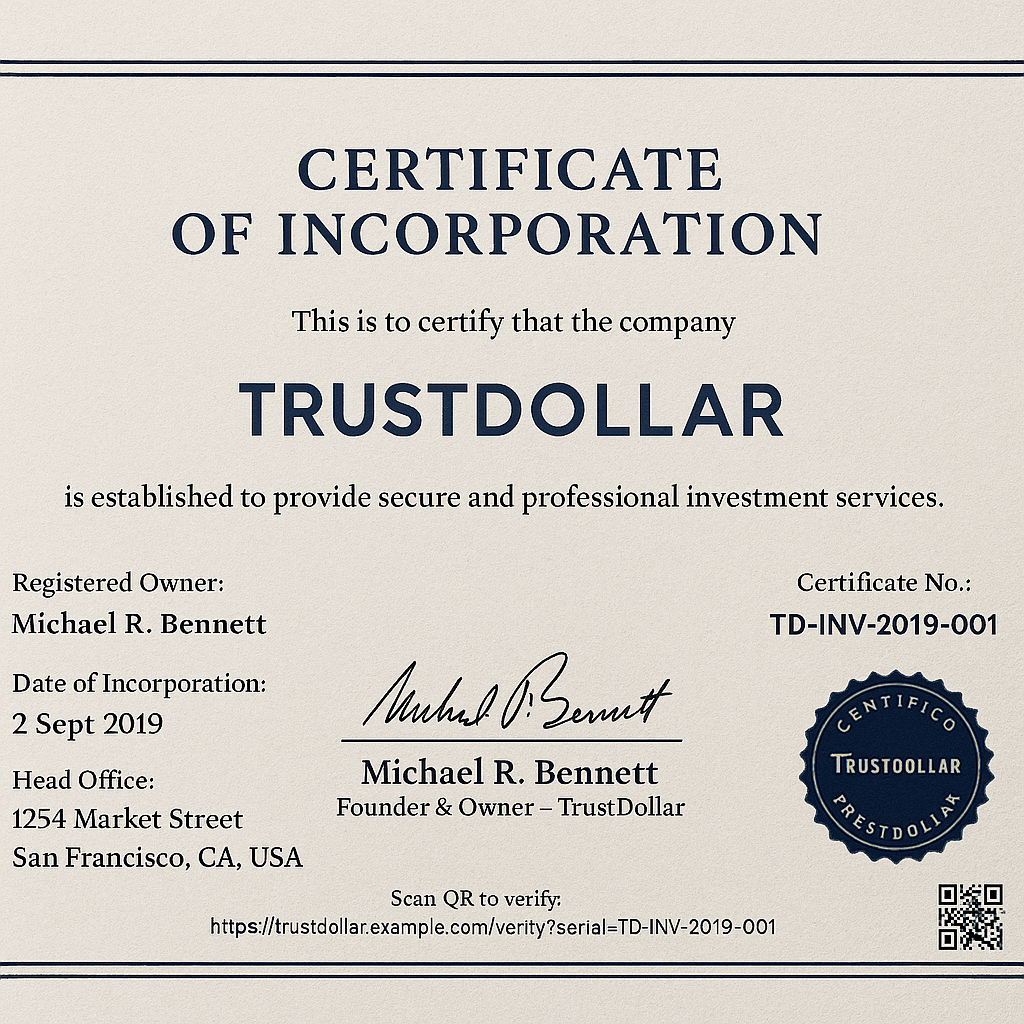 CERTIFICATE
OF INCORPORATION
This is to certify that the company
TRUSTDOLLAR
is established to provide secure and professional investment services.
Registered Owner:
Michael R. Bennett
Date of Incorporation:
2 Sept 2019
Head Office:
1254 Market Street
San Francisco, CA, USA
Michael R. Bennett
Founder & Owner – TrustDollar
Certificate No.:
TD-INV-2019-001
CENTIFICO
TRUSTOOLLAR
PRESTDOLIAR
Scan QR to verify:
https://trustdollar.example.com/verity?serial=TD-INV-2019-001